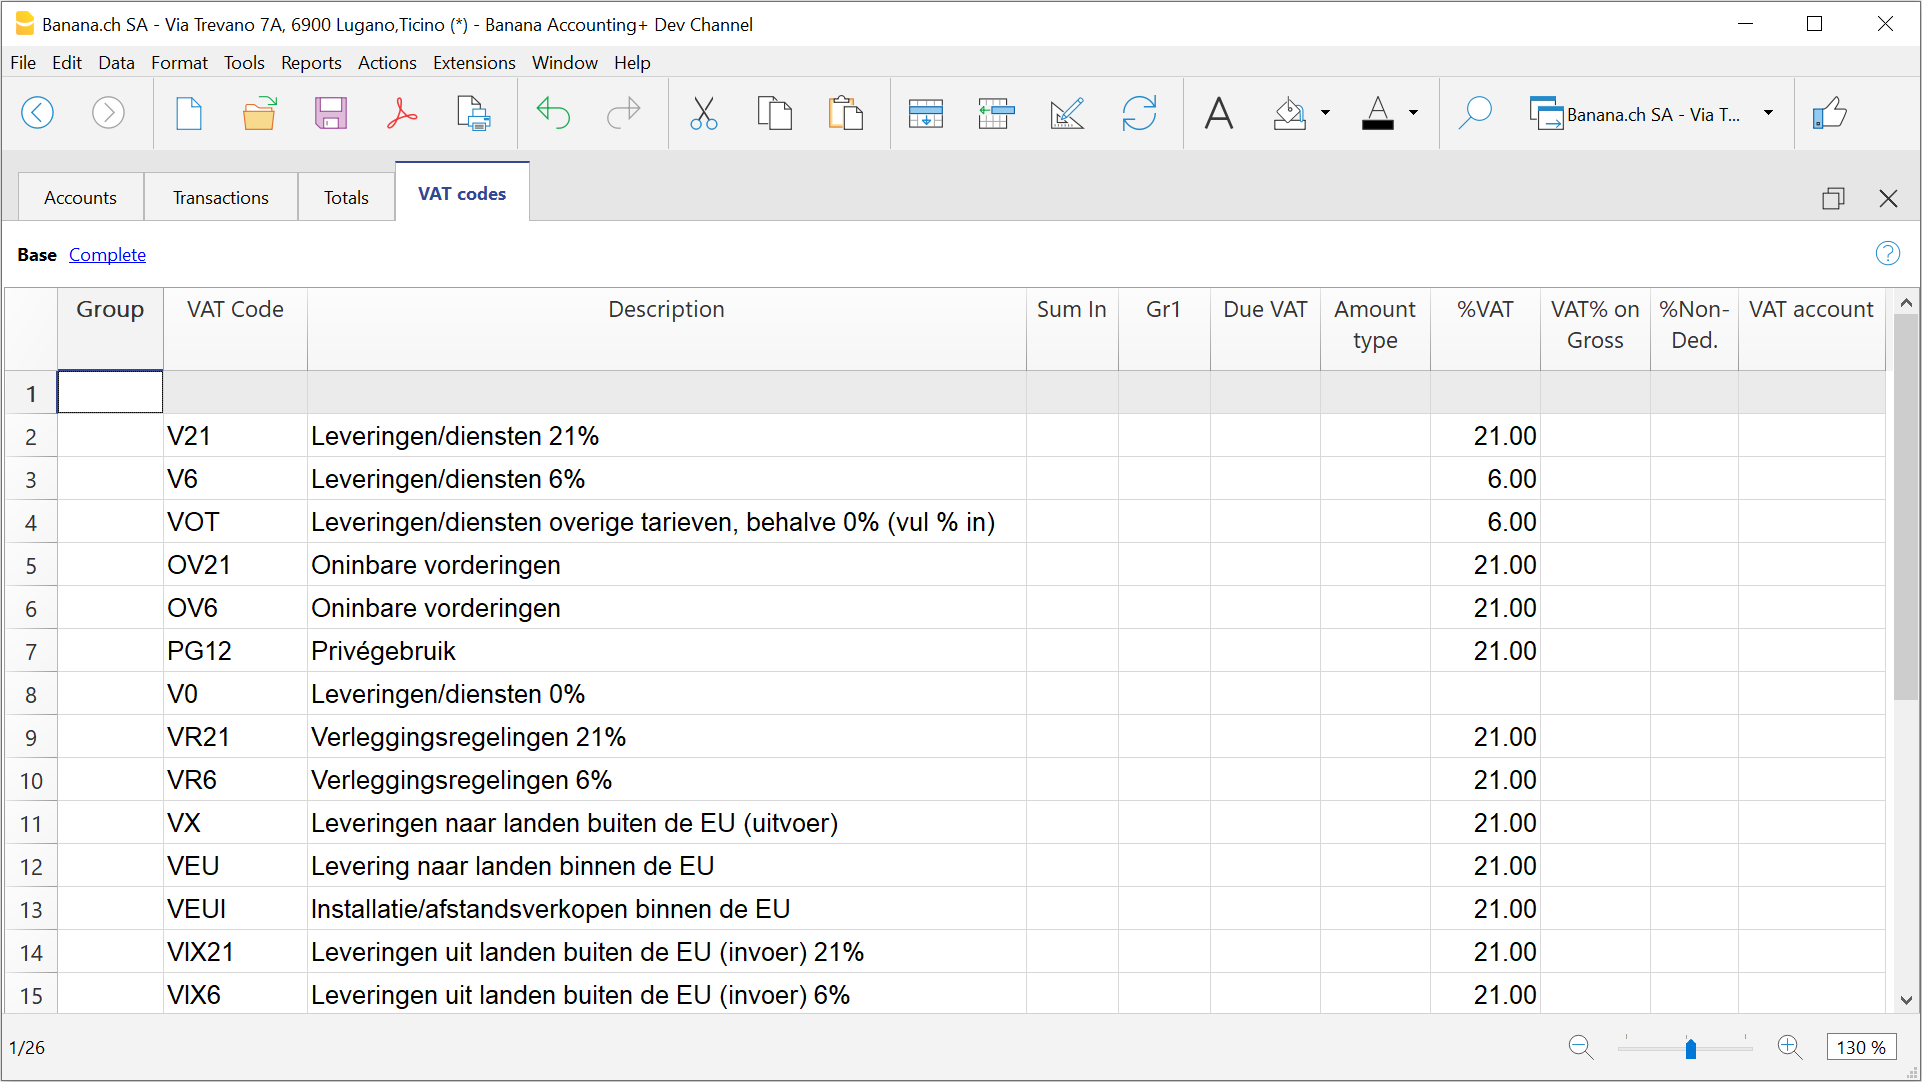 Banana.ch SA - Via Trevano 7A, 6900 Lugano,Ticino (*) - Banana Accounting+ Dev Channel
File Edit Data Format Tools Reports Actions Extensions Window Help
Banana.ch SA - Via T...
Accounts Transactions Totals VAT codes
Base Complete
Group VAT Code Description Sum In Gr1 Due VAT Amount type %VAT VAT% on Gross %Non-Ded. VAT account
1
2 V21 Leveringen/diensten 21% 21.00
3 V6 Leveringen/diensten 6% 6.00
4 VOT Leveringen/diensten overige tarieven, behalve 0% (vul % in) 6.00
5 OV21 Oninbare vorderingen 21.00
6 OV6 Oninbare vorderingen 21.00
7 PG12 Privégebruik 21.00
8 V0 Leveringen/diensten 0%
9 VR21 Verleggingsregelingen 21% 21.00
10 VR6 Verleggingsregelingen 6% 21.00
11 VX Leveringen naar landen buiten de EU (uitvoer) 21.00
12 VEU Levering naar landen binnen de EU 21.00
13 VEUI Installatie/afstandsverkopen binnen de EU 21.00
14 VIX21 Leveringen uit landen buiten de EU (invoer) 21% 21.00
15 VIX6 Leveringen uit landen buiten de EU (invoer) 6% 21.00
1/26
130 %